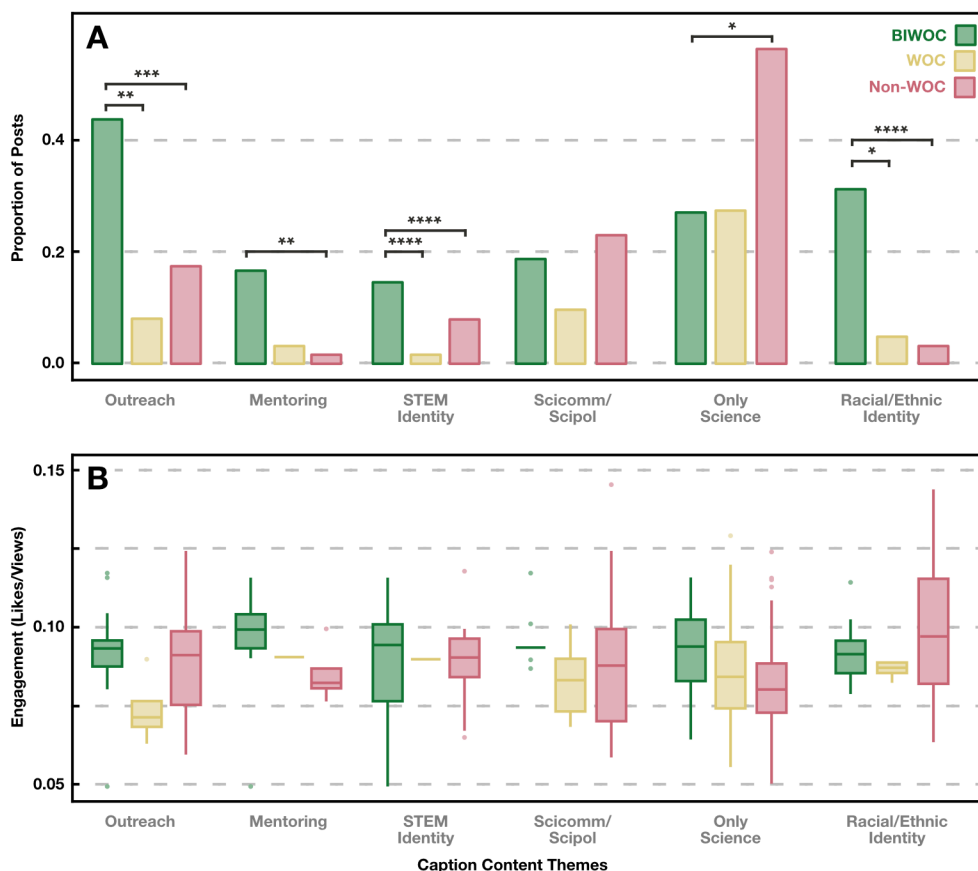 A
BIWOC
WOC
Non-WOC
***
**
**
****
****
*
****
*
Proportion of Posts
0.4
0.2
0.0
Outreach
Mentoring
STEM
Identity
Scicomm/
Scipol
Only
Science
Racial/Ethnic
Identity
B
Engagement (Likes/Views)
0.15
0.10
0.05
Outreach
Mentoring
STEM
Identity
Scicomm/
Scipol
Only
Science
Racial/Ethnic
Identity
Caption Content Themes